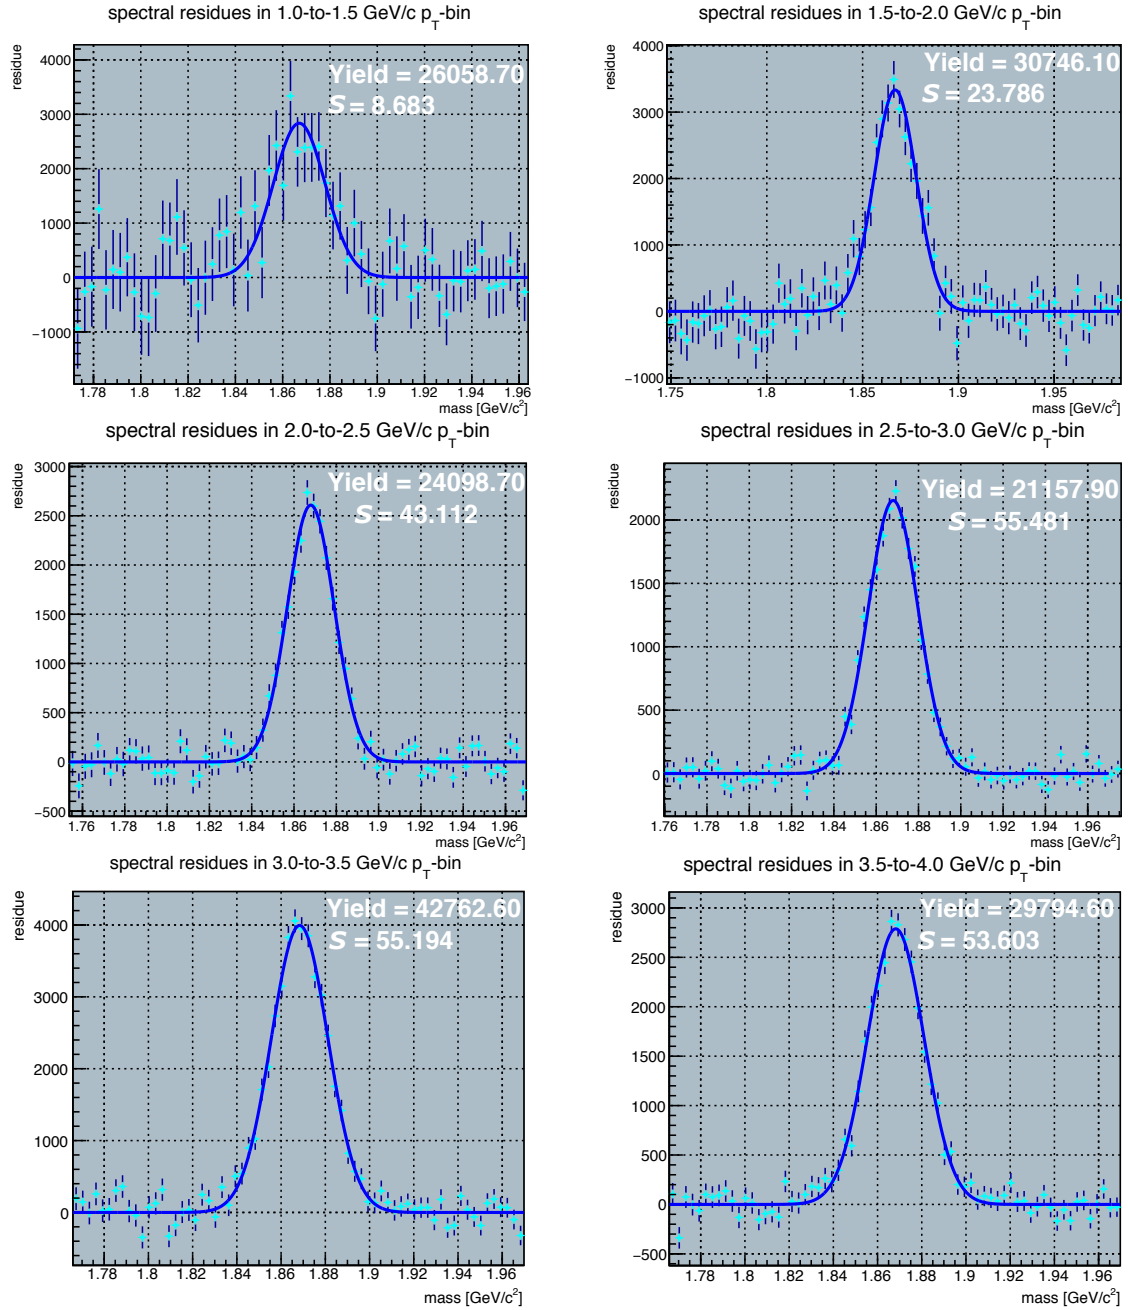 spectral residues in 1.0-to-1.5 GeV/c pT-bin
residue
Yield = 26058.70
S = 8.683
4000
3000
2000
1000
0
−1000
1.78 1.8 1.82 1.84 1.86 1.88 1.9 1.92 1.94 1.96
mass [GeV/c²]
spectral residues in 1.5-to-2.0 GeV/c pT-bin
residue
Yield = 30746.10
S = 23.786
4000
3000
2000
1000
0
−1000
1.75 1.8 1.85 1.9 1.95
mass [GeV/c²]
spectral residues in 2.0-to-2.5 GeV/c pT-bin
residue
Yield = 24098.70
S = 43.112
3000
2500
2000
1500
1000
500
0
−500
1.76 1.78 1.8 1.82 1.84 1.86 1.88 1.9 1.92 1.94 1.96
mass [GeV/c²]
spectral residues in 2.5-to-3.0 GeV/c pT-bin
residue
Yield = 21157.90
S = 55.481
2000
1500
1000
500
0
1.76 1.78 1.8 1.82 1.84 1.86 1.88 1.9 1.92 1.94 1.96
mass [GeV/c²]
spectral residues in 3.0-to-3.5 GeV/c pT-bin
residue
Yield = 42762.60
S = 55.194
4000
3000
2000
1000
0
1.78 1.8 1.82 1.84 1.86 1.88 1.9 1.92 1.94 1.96
mass [GeV/c²]
spectral residues in 3.5-to-4.0 GeV/c pT-bin
residue
Yield = 29794.60
S = 53.603
3000
2500
2000
1500
1000
500
0
−500
1.78 1.8 1.82 1.84 1.86 1.88 1.9 1.92 1.94 1.96
mass [GeV/c²]